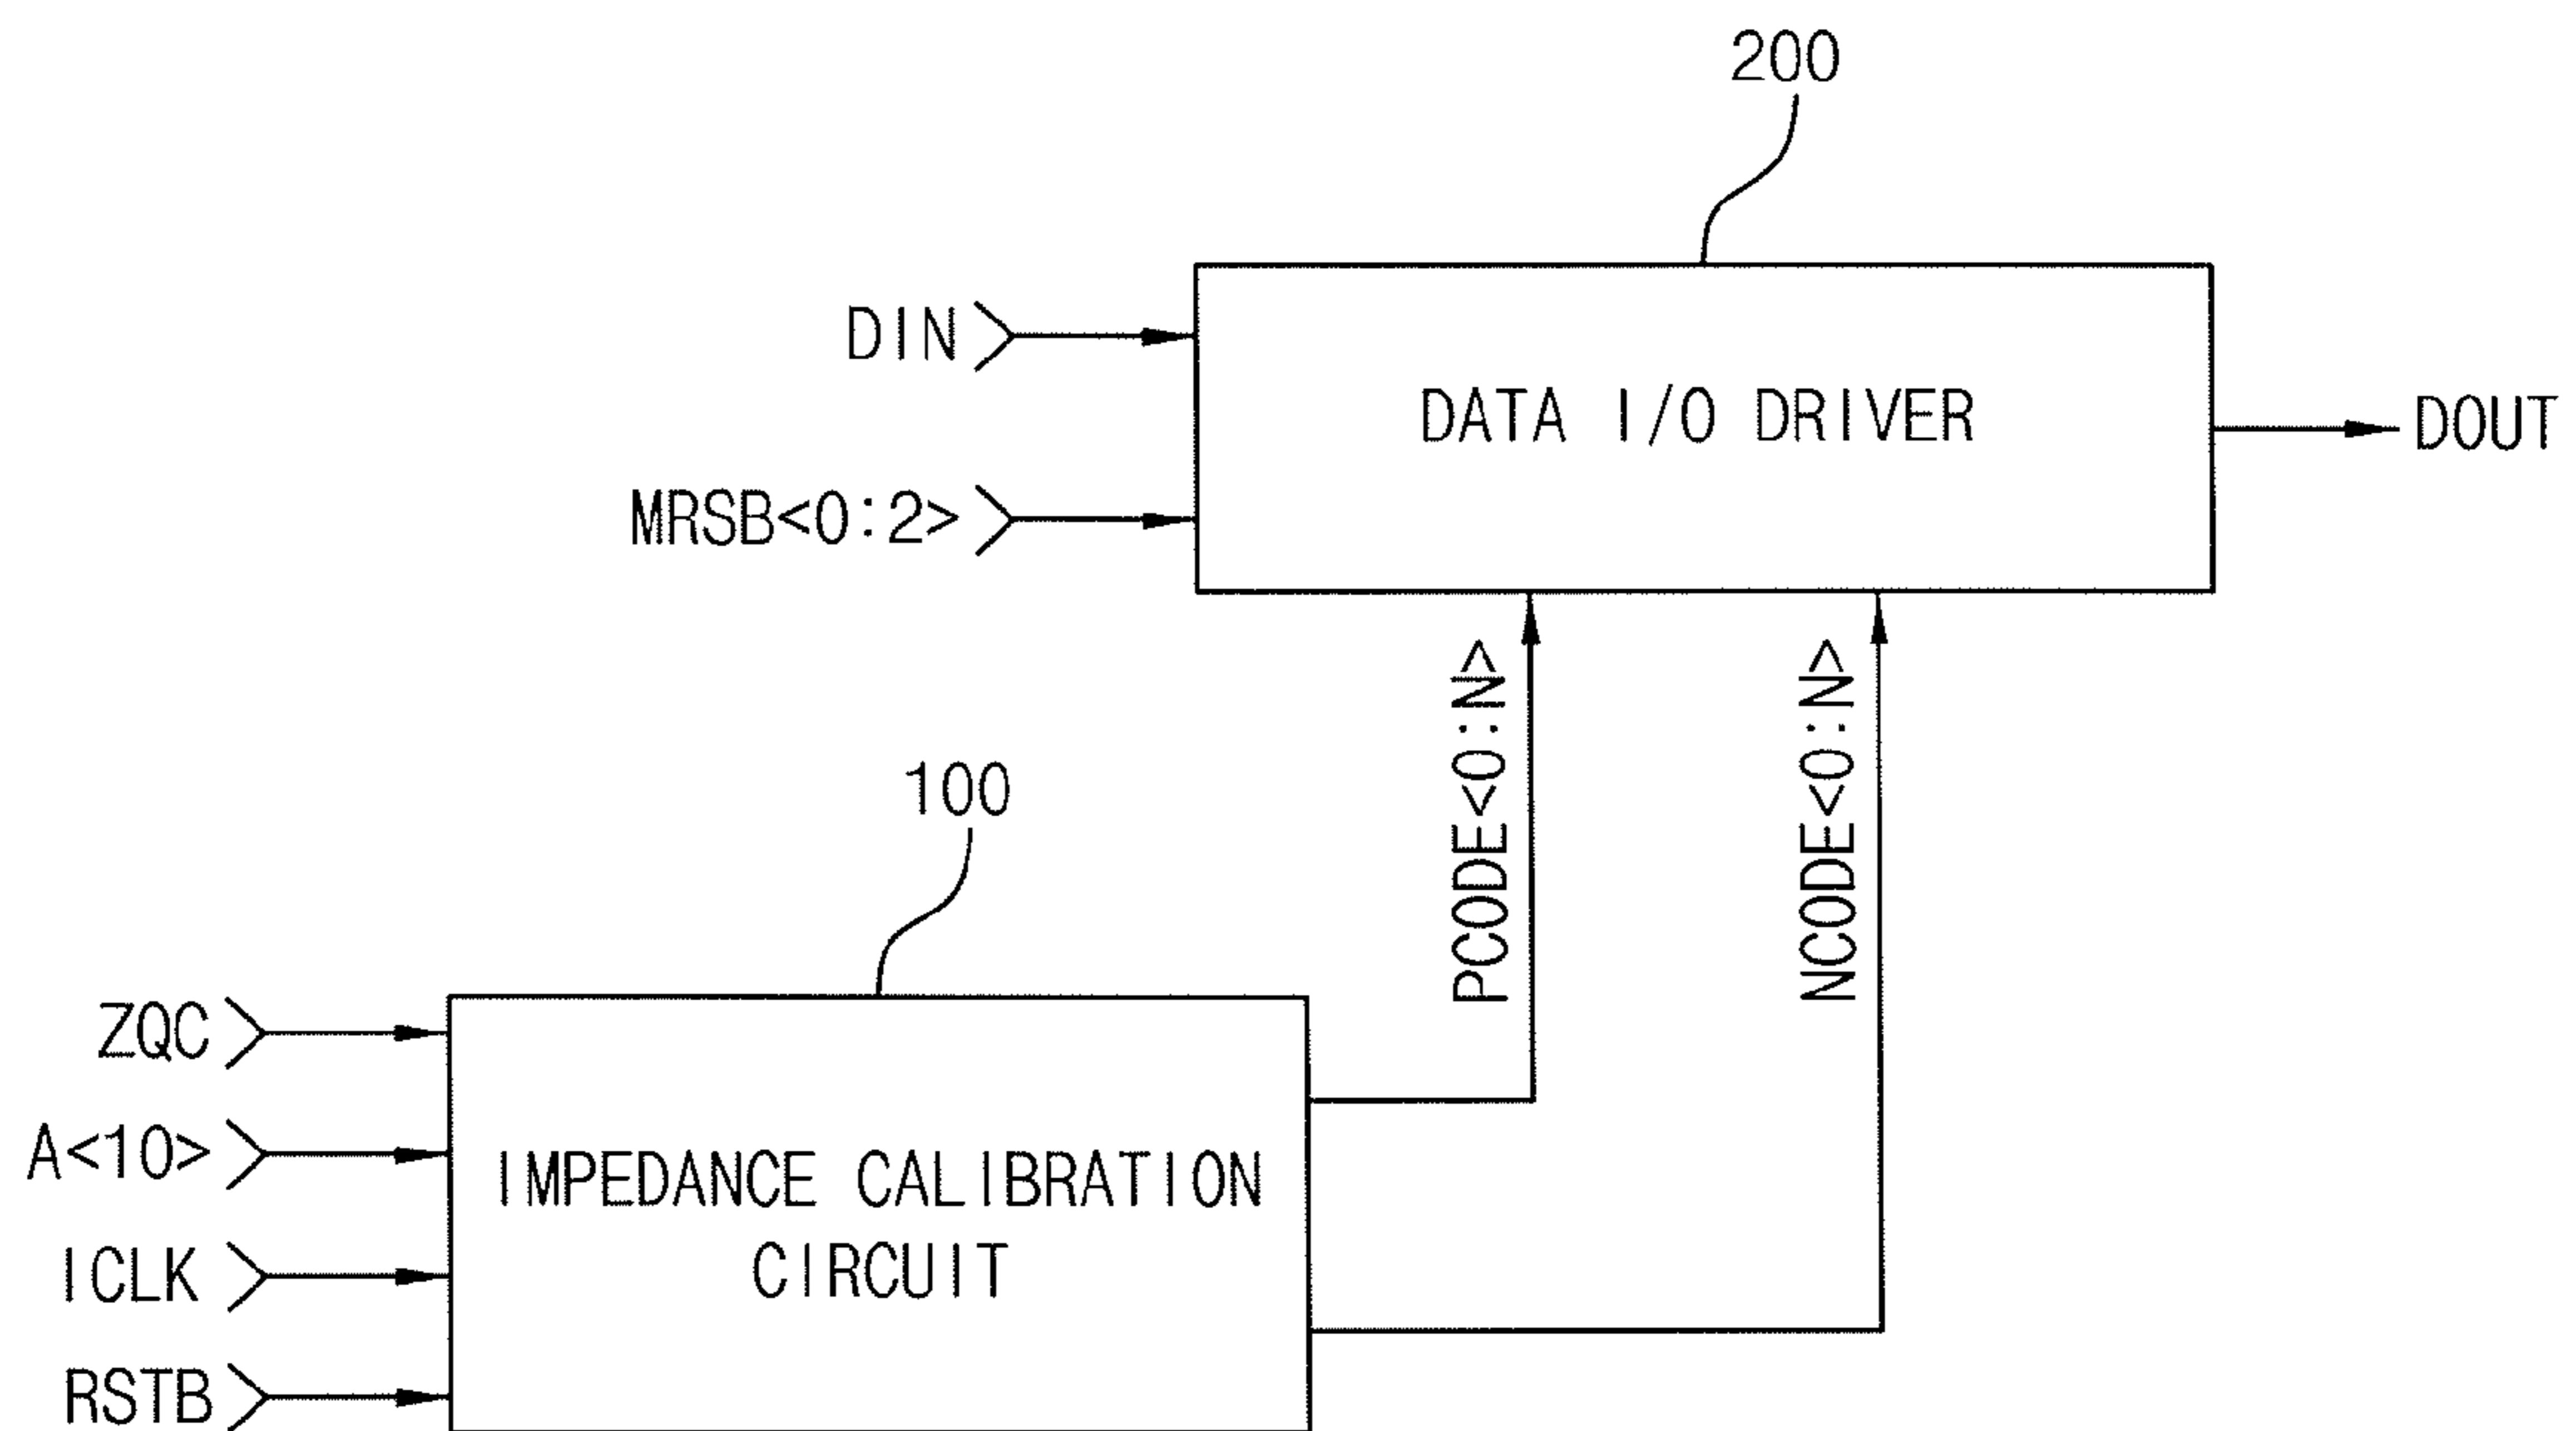 200
DIN
DATA I/O DRIVER
DOUT
MRSB<0:2>
PCODE<0:N>
NCODE<0:N>
100
ZQC
A<10>
IMPEDANCE CALIBRATION
CIRCUIT
ICLK
RSTB